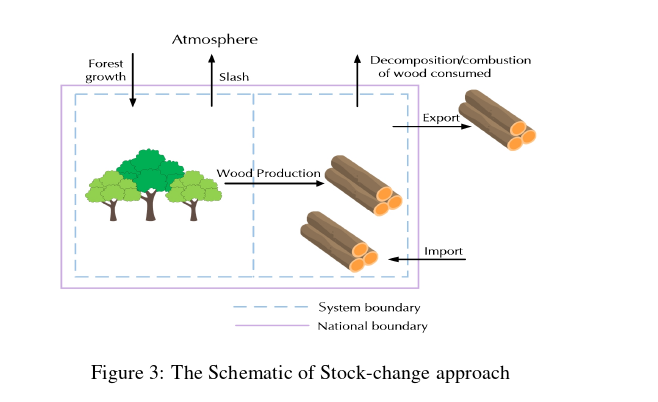 Atmosphere
Forest
growth
Slash
Decomposition/combustion
of wood consumed
Export
Wood Production
Import
System boundary
National boundary
Figure 3: The Schematic of Stock-change approach